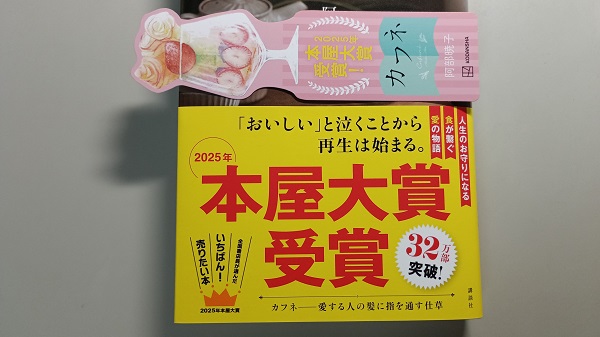 2025年
本屋大賞
受賞!
カフネ
阿部暁子
KODANSHA
「おいしい」と泣くことから
再生は始まる。
人生のお守りになる
食が繋ぐ
愛の物語
2025年
本屋大賞
受賞
全国書店員が選んだ
いちばん!
売りたい本
2025年本屋大賞
32万部
突破!
カフネ――愛する人の髪に指を通す仕草
講談社